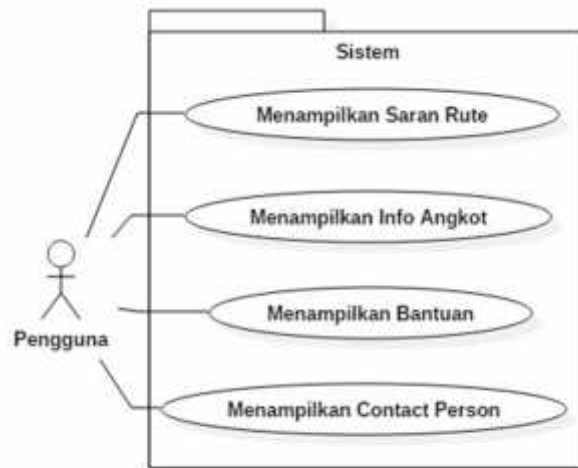 Sistem
Menampilkan Saran Rute
Menampilkan Info Angkot
Menampilkan Bantuan
Pengguna
Menampilkan Contact Person